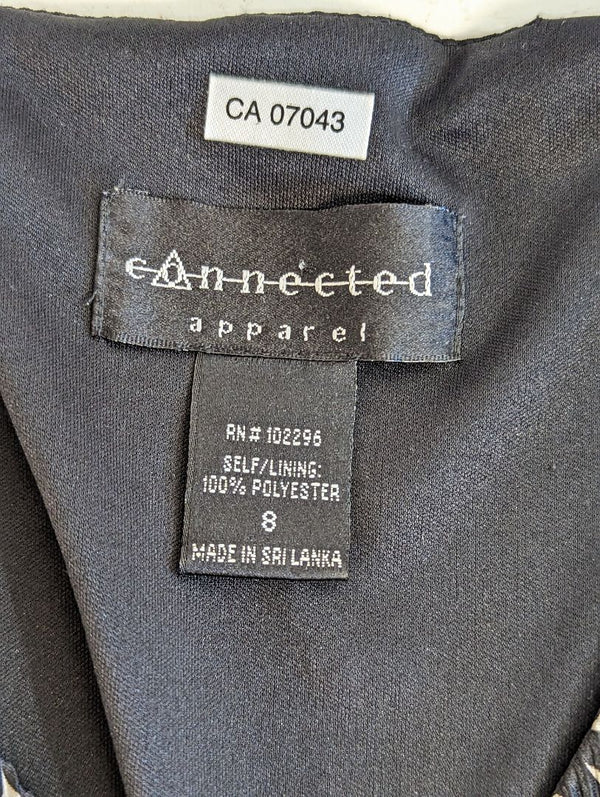 CA 07043
connected
apparel
RN# 102296
SELF/LINING:
100% POLYESTER
8
MADE IN SRI LANKA